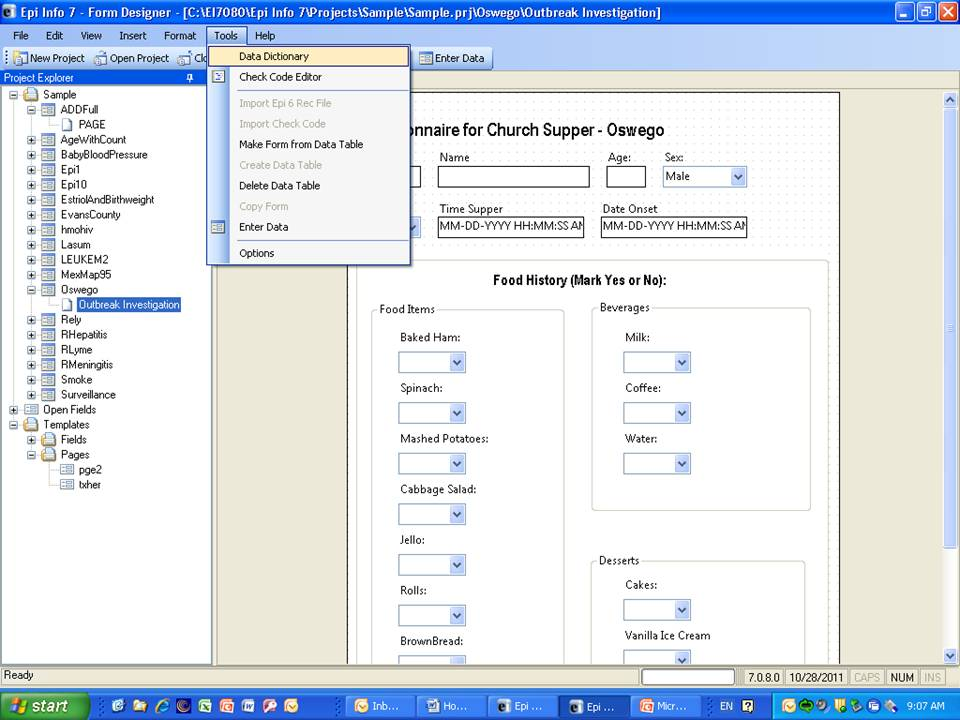 Epi Info 7 - Form Designer - [C:\EI7080\Epi Info 7\Projects\Sample\Sample.prj\Oswego\Outbreak Investigation]
File Edit View Insert Format Tools Help
New Project Open Project Clo Enter Data
Project Explorer
Sample
ADDFull
PAGE
AgeWithCount
BabyBloodPressure
Epi1
Epi10
EstriolAndBirthweight
EvansCounty
hmohiv
Lasum
LEUKEM2
MexMap95
Oswego
Outbreak Investigation
Rely
RHepatitis
RLyme
RMeningitis
Smoke
Surveillance
Open Fields
Templates
Fields
Pages
pge2
txher
Data Dictionary
Check Code Editor
Import Epi 6 Rec File
Import Check Code
Make Form from Data Table
Create Data Table
Delete Data Table
Copy Form
Enter Data
Options
onnaire for Church Supper - Oswego
Name Age: Sex:
Male
Time Supper Date Onset
MM-DD-YYYY HH:MM:SS AM MM-DD-YYYY HH:MM:SS AM
Food History (Mark Yes or No):
Food Items
Baked Ham:
Spinach:
Mashed Potatoes:
Cabbage Salad:
Jello:
Rolls:
BrownBread:
Beverages
Milk:
Coffee:
Water:
Desserts
Cakes:
Vanilla Ice Cream
Ready 7.0.8.0 10/28/2011 CAPS NUM INS
start Inb... Ho... Epi ... Epi ... Micr... EN 9:07 AM